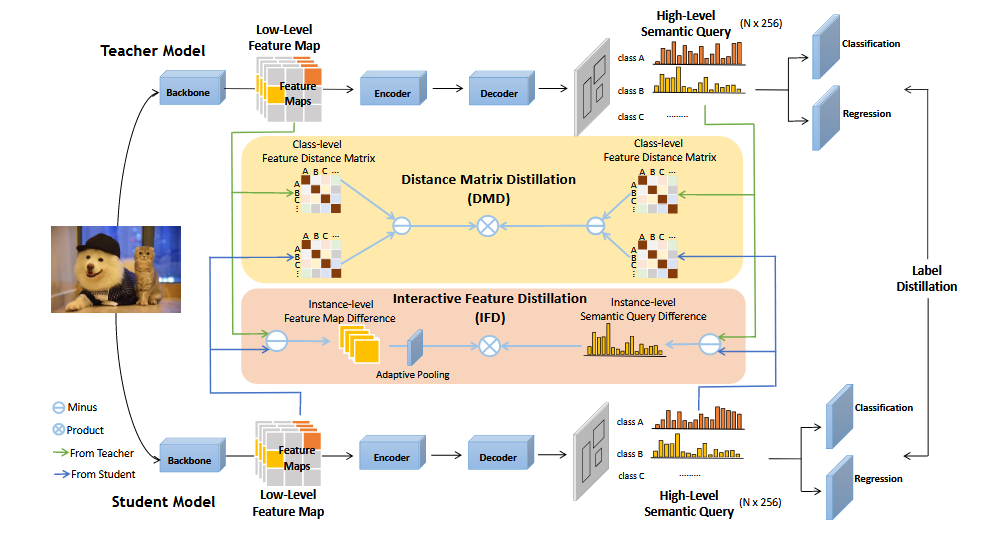 Teacher Model
Low-Level
Feature Map
High-Level
Semantic Query
(N x 256)
Backbone
Feature
Maps
Encoder
Decoder
class A
class B
class C
.........
Classification
Regression
Class-level
Feature Distance Matrix
A B C ...
A
B
C
...
Distance Matrix Distillation
(DMD)
Class-level
Feature Distance Matrix
A B C ...
A
B
C
...
A B C ...
A
B
C
...
A B C ...
A
B
C
...
Label
Distillation
Interactive Feature Distillation
(IFD)
Instance-level
Feature Map Difference
Instance-level
Semantic Query Difference
Adaptive Pooling
Minus
Product
From Teacher
From Student
Backbone
Feature
Maps
Encoder
Decoder
class A
class B
class C
.........
Classification
Regression
Student Model
Low-Level
Feature Map
High-Level
Semantic Query
(N x 256)